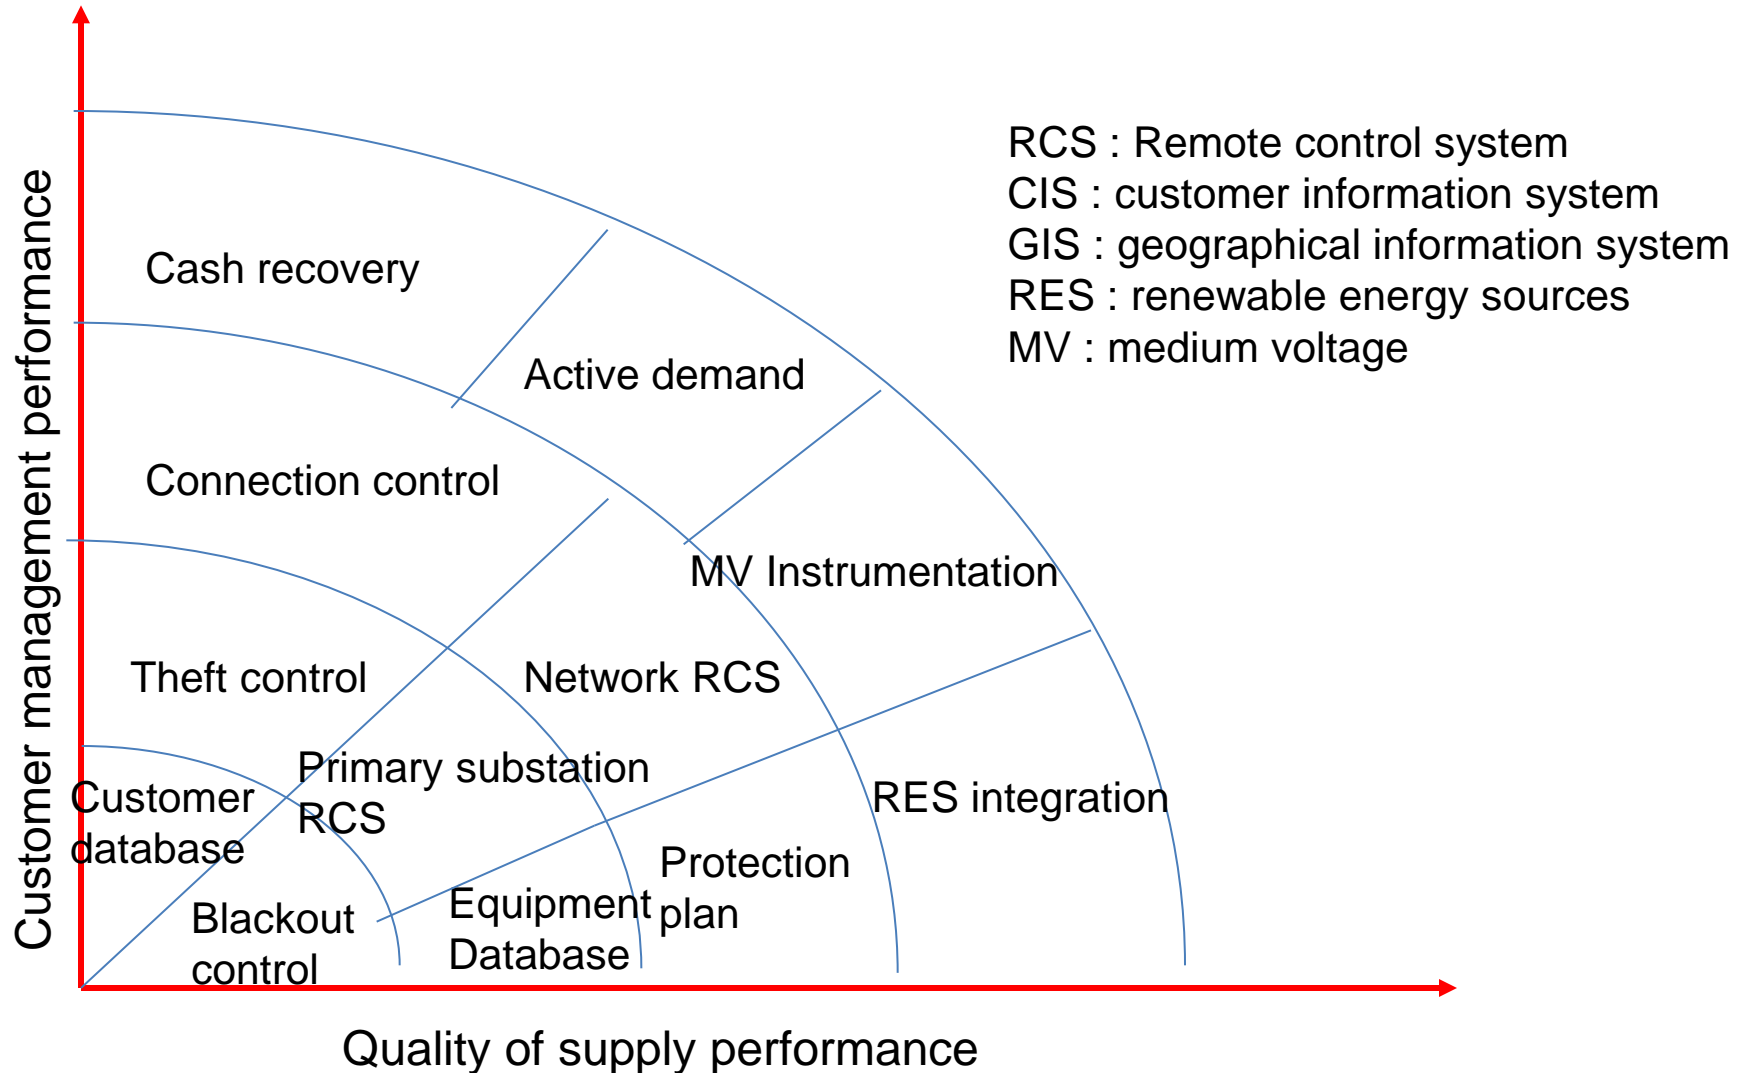 Customer management performance
RCS : Remote control system
CIS : customer information system
GIS : geographical information system
RES : renewable energy sources
MV : medium voltage
Cash recovery
Active demand
Connection control
MV Instrumentation
Theft control
Network RCS
Primary substation
RCS
Customer
database
RES integration
Protection
plan
Equipment
Database
Blackout
control
Quality of supply performance